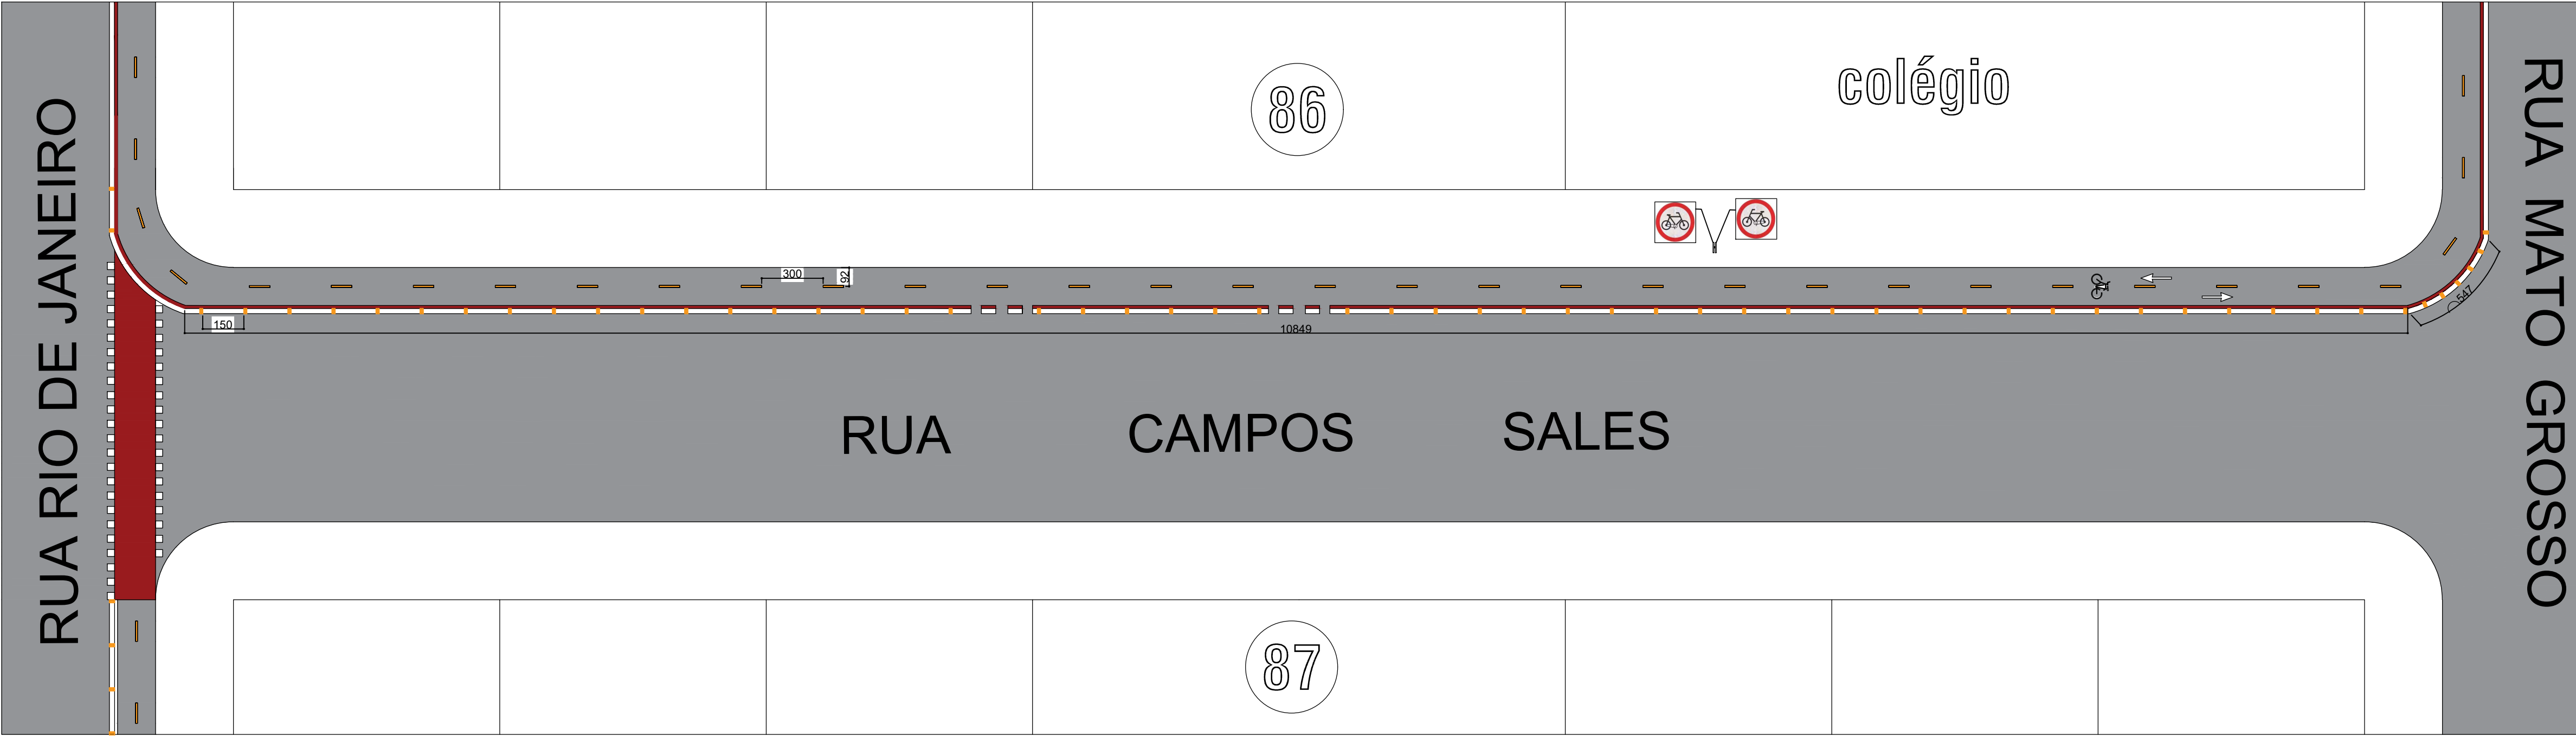 RUA RIO DE JANEIRO
86
colégio
RUA MATO GROSSO
300
92
150
10849
547
RUA CAMPOS SALES
87